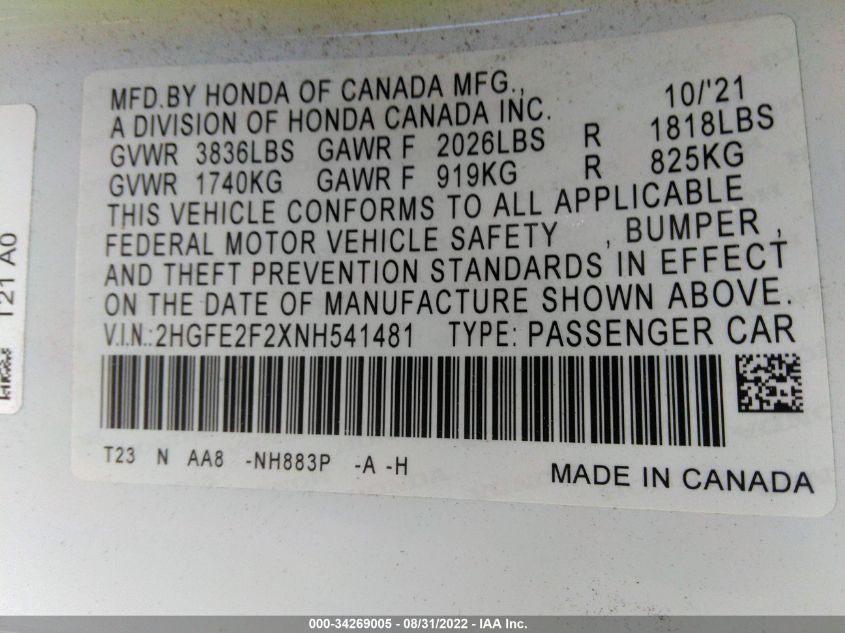 MFD.BY HONDA OF CANADA MFG., 10/'21
A DIVISION OF HONDA CANADA INC.
GVWR 3836LBS GAWR F 2026LBS R 1818LBS
GVWR 1740KG GAWR F 919KG R 825KG
THIS VEHICLE CONFORMS TO ALL APPLICABLE
FEDERAL MOTOR VEHICLE SAFETY , BUMPER ,
AND THEFT PREVENTION STANDARDS IN EFFECT
ON THE DATE OF MANUFACTURE SHOWN ABOVE.
V.I.N.:2HGFE2F2XNH541481 TYPE: PASSENGER CAR
T23 N AA8 -NH883P -A -H
MADE IN CANADA
T21 A0
000-34269005 - 08/31/2022 - IAA Inc.